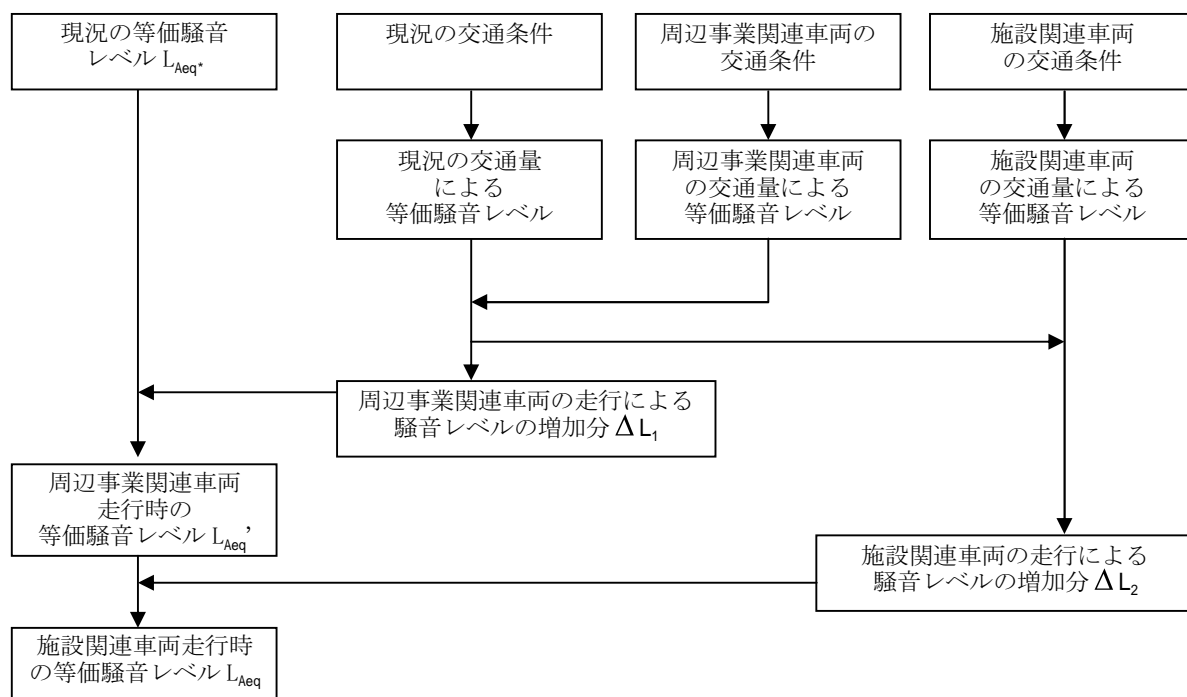 現況の等価騒音
レベル LAeq*
現況の交通条件
周辺事業関連車両の
交通条件
施設関連車両
の交通条件
現況の交通量
による
等価騒音レベル
周辺事業関連車両
の交通量による
等価騒音レベル
施設関連車両
の交通量による
等価騒音レベル
周辺事業関連車両の走行による
騒音レベルの増加分 ΔL1
周辺事業関連車両
走行時の
等価騒音レベル LAeq'
施設関連車両の走行による
騒音レベルの増加分 ΔL2
施設関連車両走行時
の等価騒音レベル LAeq